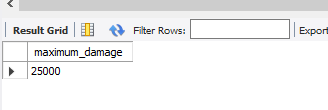 Result Grid Filter Rows: Export
maximum_damage
25000